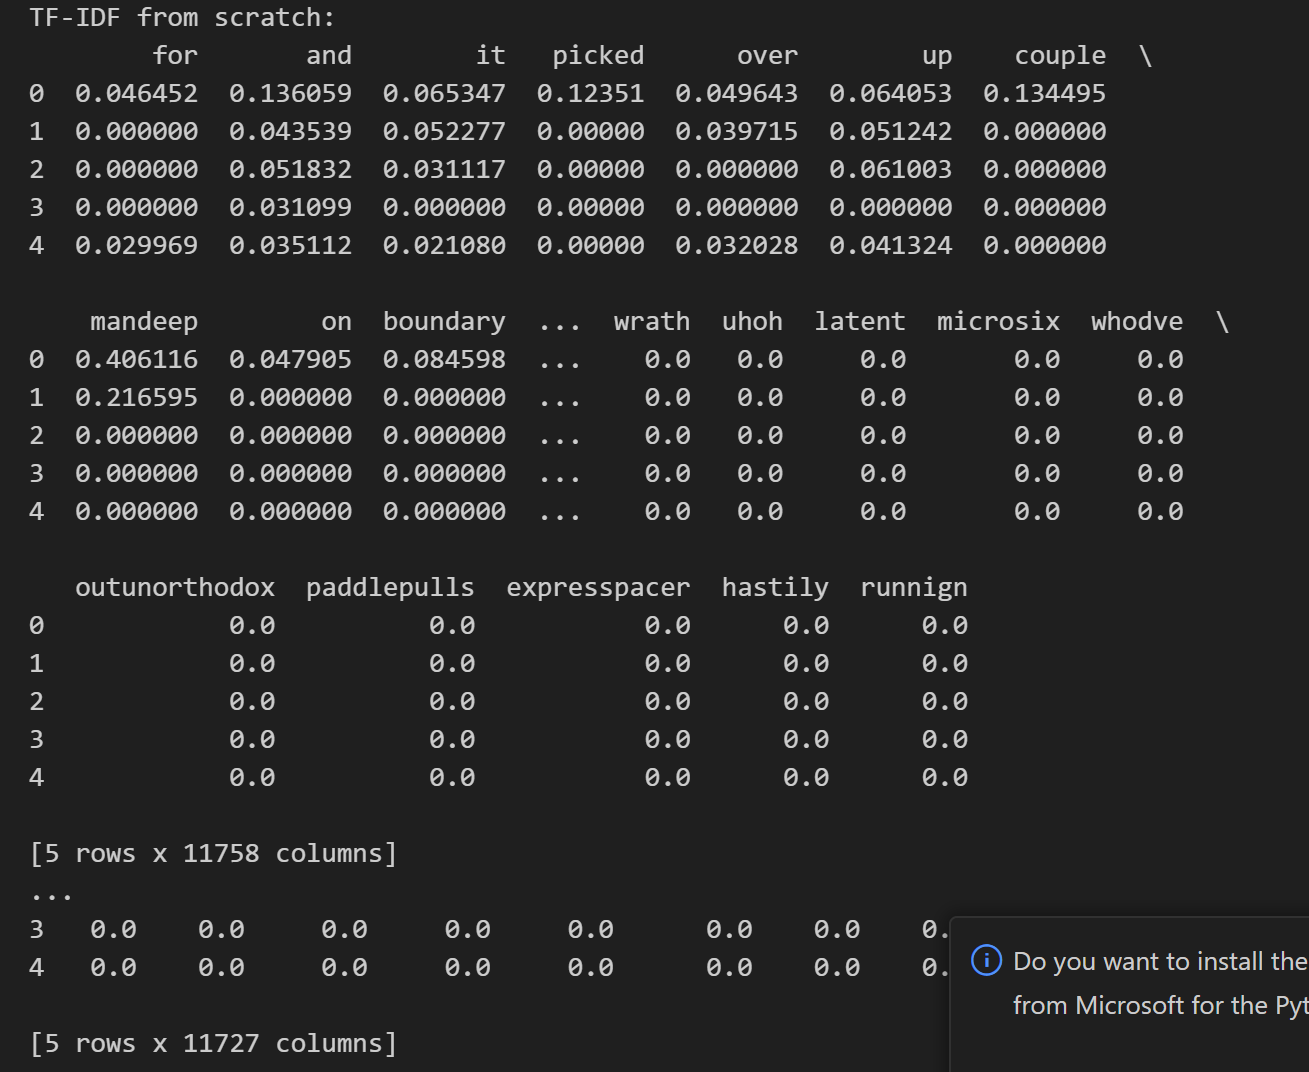 TF-IDF from scratch:
for and it picked over up couple \
0 0.046452 0.136059 0.065347 0.12351 0.049643 0.064053 0.134495
1 0.000000 0.043539 0.052277 0.00000 0.039715 0.051242 0.000000
2 0.000000 0.051832 0.031117 0.00000 0.000000 0.061003 0.000000
3 0.000000 0.031099 0.000000 0.00000 0.000000 0.000000 0.000000
4 0.029969 0.035112 0.021080 0.00000 0.032028 0.041324 0.000000
mandeep on boundary ... wrath uhoh latent microsix whodve \
0 0.406116 0.047905 0.084598 ... 0.0 0.0 0.0 0.0 0.0
1 0.216595 0.000000 0.000000 ... 0.0 0.0 0.0 0.0 0.0
2 0.000000 0.000000 0.000000 ... 0.0 0.0 0.0 0.0 0.0
3 0.000000 0.000000 0.000000 ... 0.0 0.0 0.0 0.0 0.0
4 0.000000 0.000000 0.000000 ... 0.0 0.0 0.0 0.0 0.0
outunorthodox paddlepulls expresspacer hastily runnign
0 0.0 0.0 0.0 0.0 0.0
1 0.0 0.0 0.0 0.0 0.0
2 0.0 0.0 0.0 0.0 0.0
3 0.0 0.0 0.0 0.0 0.0
4 0.0 0.0 0.0 0.0 0.0
[5 rows x 11758 columns]
...
3 0.0 0.0 0.0 0.0 0.0 0.0 0.0 0.
4 0.0 0.0 0.0 0.0 0.0 0.0 0.0 0.
[5 rows x 11727 columns]
Do you want to install the
from Microsoft for the Pyt